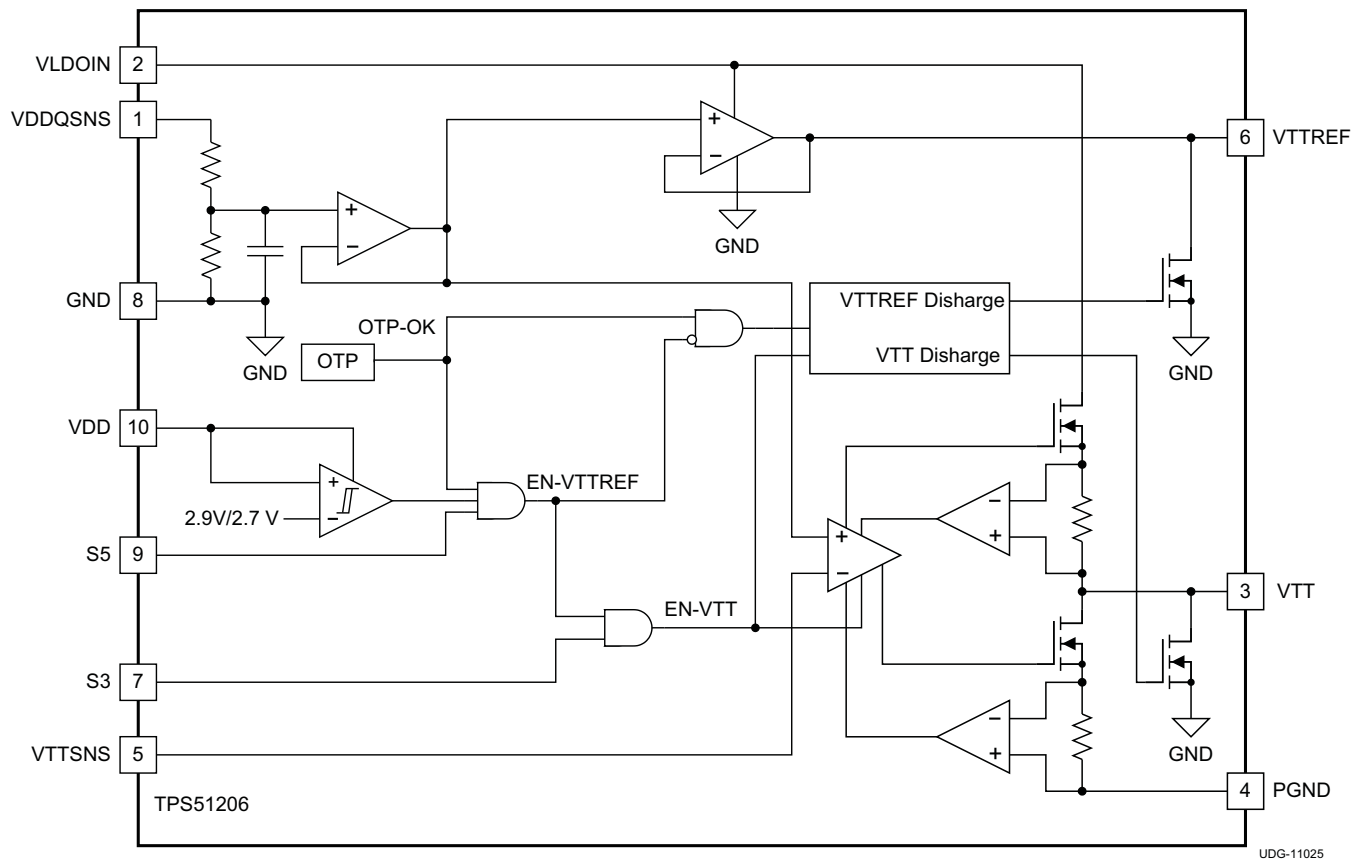 VLDOIN 2
VDDQSNS 1
+
−
6 VTTREF
+
−
GND
GND 8
GND
OTP-OK
OTP
VTTREF Disharge
VTT Disharge
GND
VDD 10
+
−
2.9V/2.7 V
EN-VTTREF
S5 9
−
+
+
−
3 VTT
EN-VTT
S3 7
−
+
GND
VTTSNS 5
4 PGND
TPS51206
UDG-11025